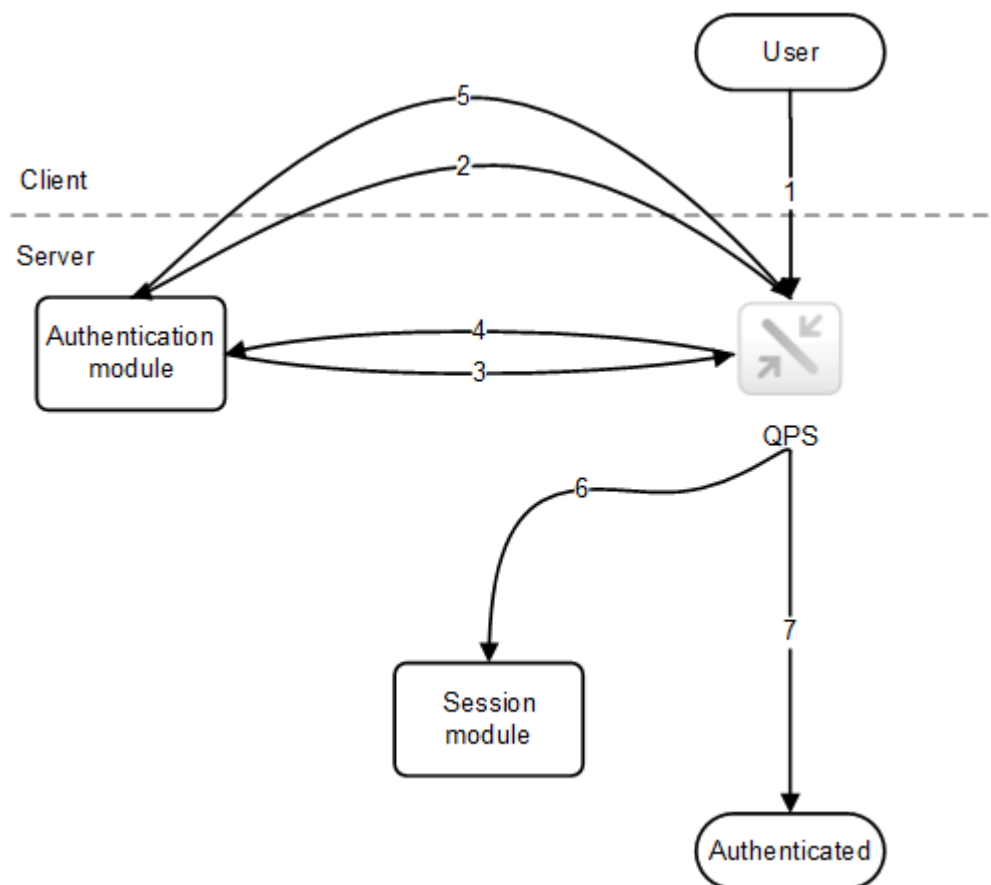 User
5
2
Client
1
Server
Authentication
module
4
3
QPS
6
7
Session
module
Authenticated